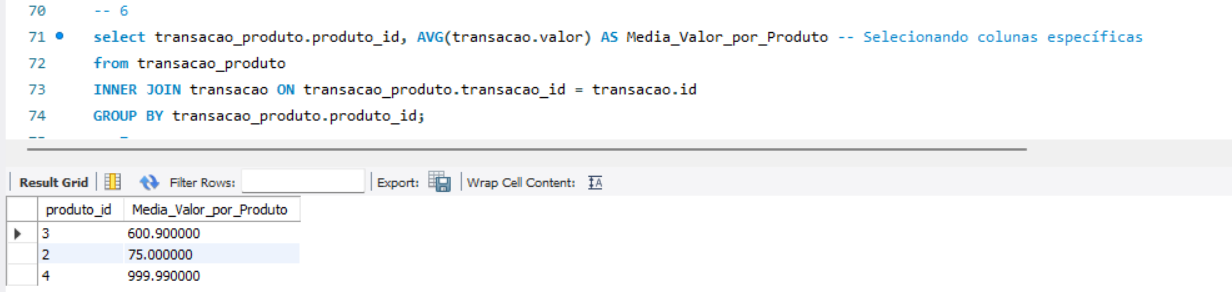 70 -- 6
71 select transacao_produto.produto_id, AVG(transacao.valor) AS Media_Valor_por_Produto -- Selecionando colunas específicas
72 from transacao_produto
73 INNER JOIN transacao ON transacao_produto.transacao_id = transacao.id
74 GROUP BY transacao_produto.produto_id;
Result Grid Filter Rows: Export: Wrap Cell Content: IA
produto_id Media_Valor_por_Produto
3 600.900000
2 75.000000
4 999.990000